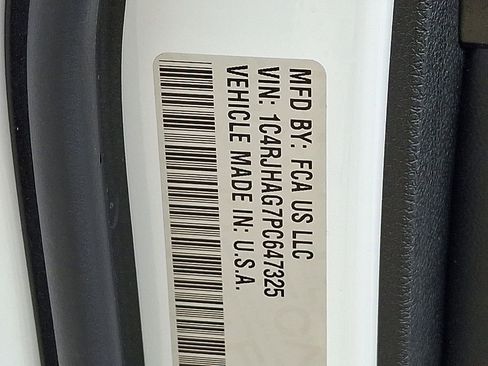 MFD BY: FCA US LLC
VIN: 1C4RJHAG7PC647325
VEHICLE MADE IN: U.S.A.